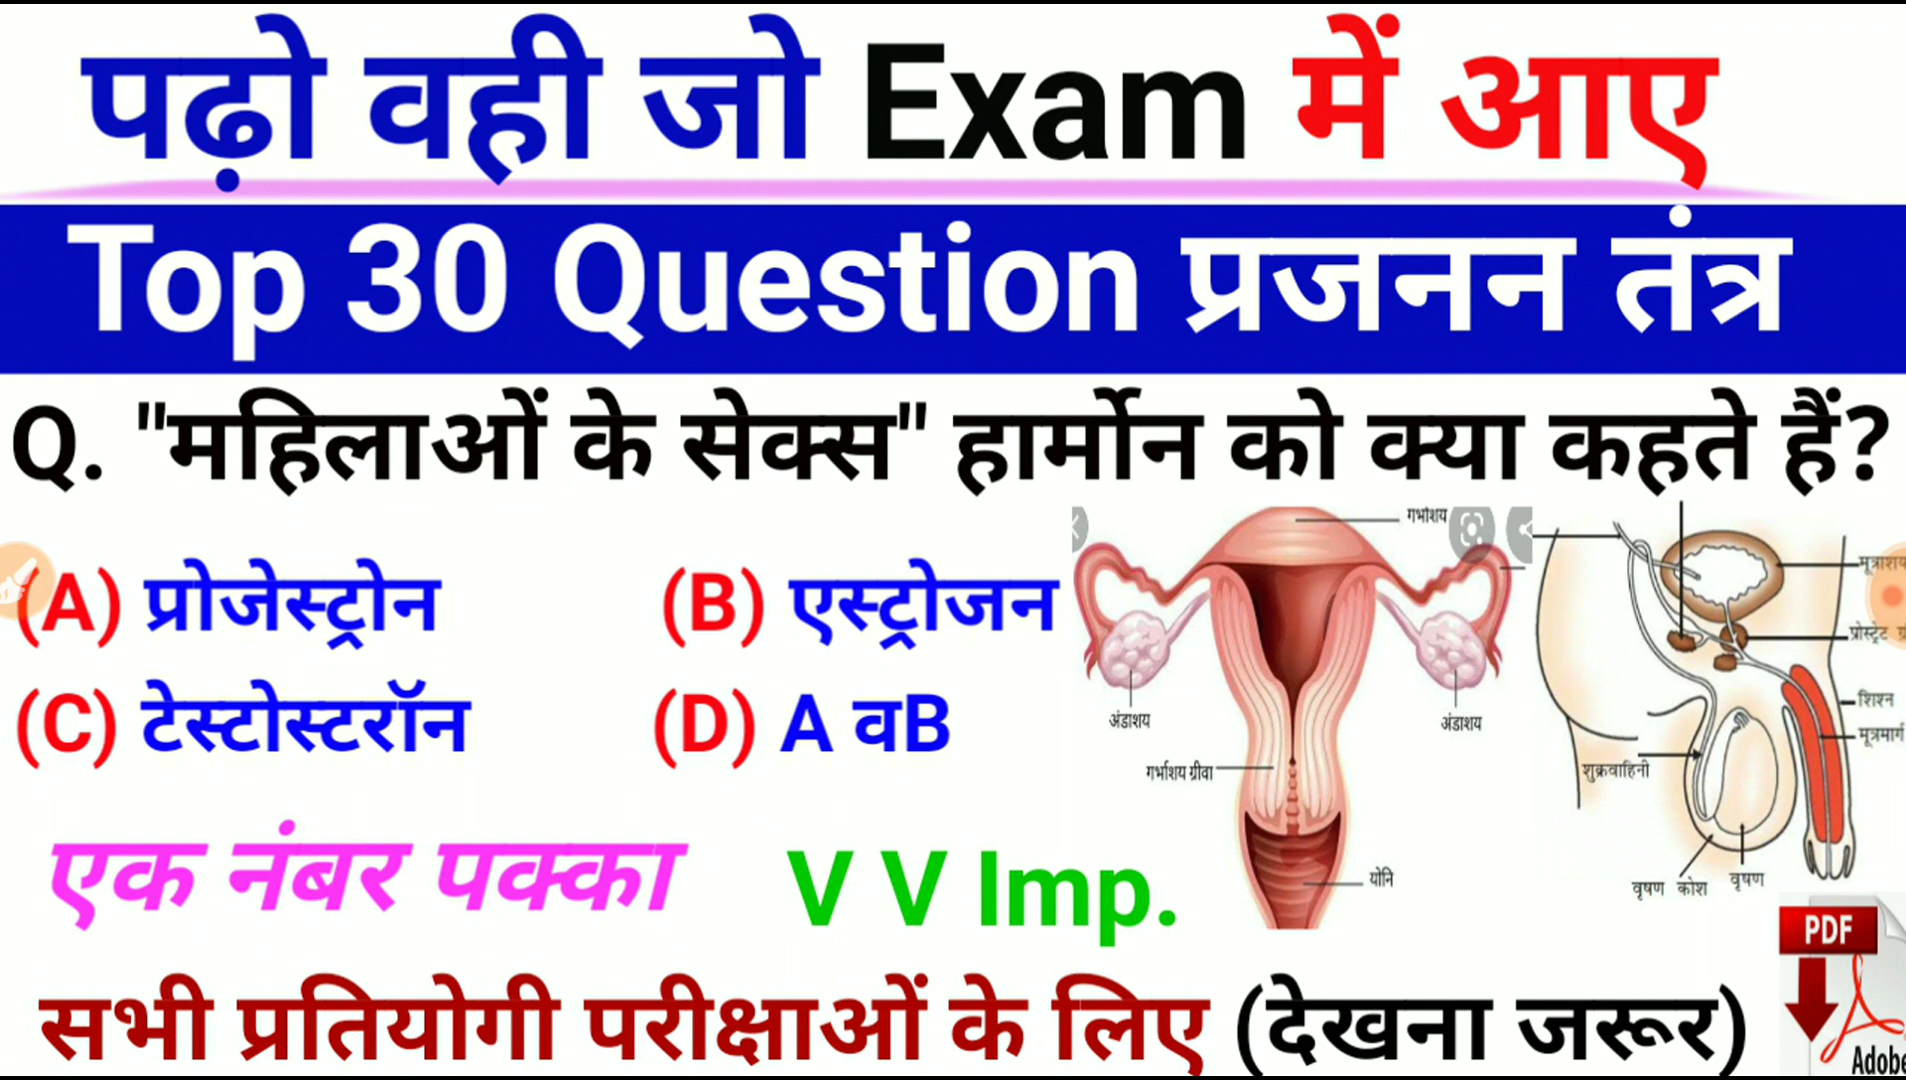 पढ़ो वही जो Exam में आए
Top 30 Question प्रजनन तंत्र
Q. "महिलाओं के सेक्स" हार्मोन को क्या कहते हैं?
(A) प्रोजेस्ट्रोन
(B) एस्ट्रोजन
(C) टेस्टोस्टरॉन
(D) A वB
गर्भाशय
अंडाशय
अंडाशय
गर्भाशय ग्रीवा
योनि
मूत्राशय
प्रोस्ट्रेट
शिश्न
मूत्रमार्ग
शुक्रवाहिनी
वृषण कोश
वृषण
एक नंबर पक्का
V V Imp.
PDF
Adobe
सभी प्रतियोगी परीक्षाओं के लिए (देखना जरूर)